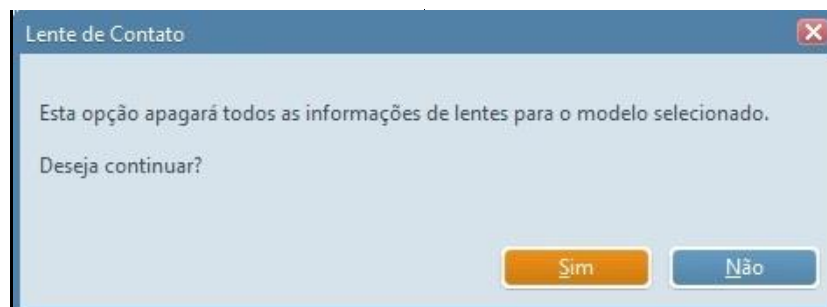 Lente de Contato
Esta opção apagará todos as informações de lentes para o modelo selecionado.
Deseja continuar?
Sim Não